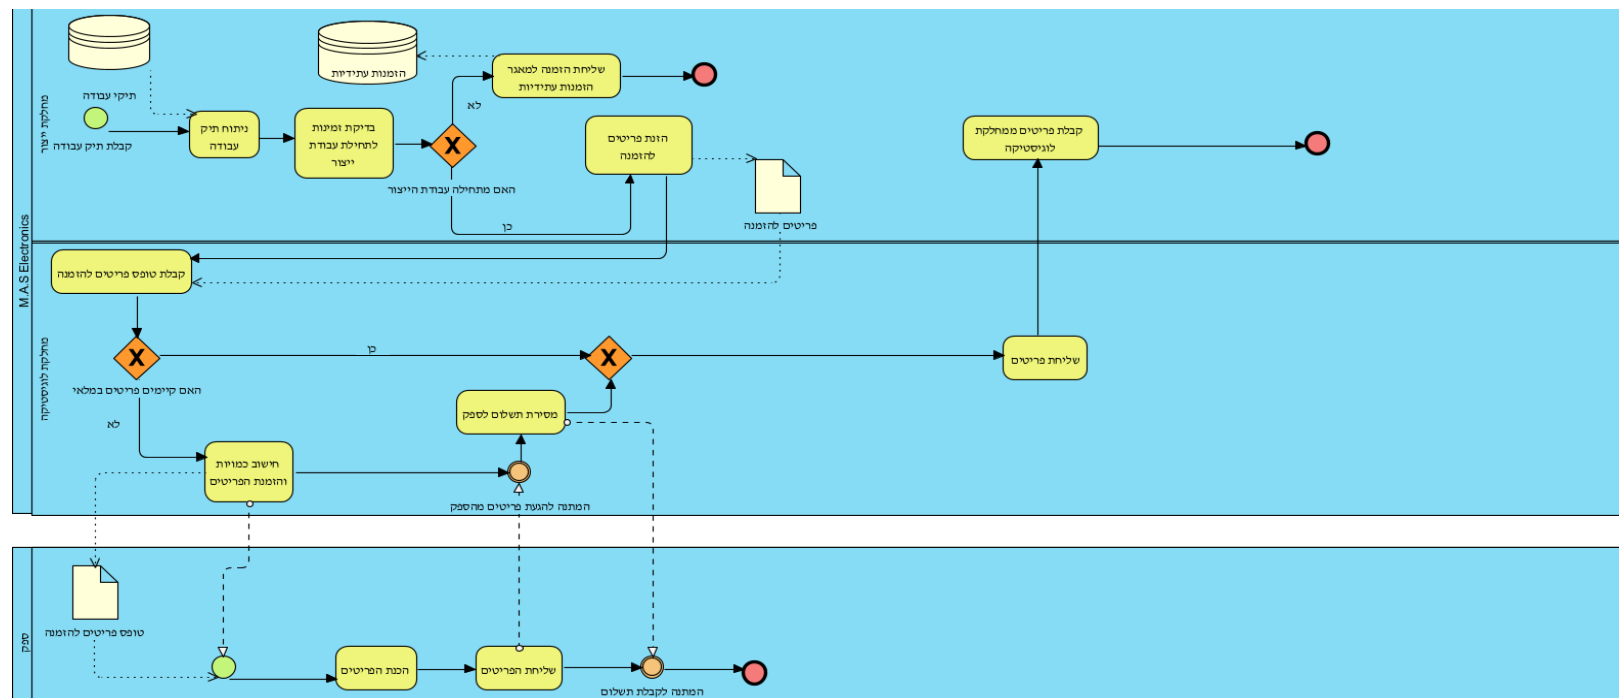 M.A.S Electronics
מחלקת ייצור
תיקי עבודה
קבלת תיק עבודה
ניתוח תיק
עבודה
בדיקת זמינות
לתחילת עבודת
ייצור
הזמנות עתידיות
שליחת הזמנה למאגר
הזמנות עתידיות
לא
X
האם מתחילה עבודת הייצור
כן
הזנת פריטים
להזמנה
פריטים להזמנה
קבלת פריטים ממחלקת
לוגיסטיקה
מחלקת לוגיסטיקה
קבלת טופס פריטים להזמנה
X
האם קיימים פריטים במלאי
כן
X
לא
שליחת פריטים
מסירת תשלום לספק
חישוב כמויות
והזמנת הפריטים
המתנה להגעת פריטים מהספק
ספק
טופס פריטים להזמנה
הכנת הפריטים
שליחת הפריטים
המתנה לקבלת תשלום